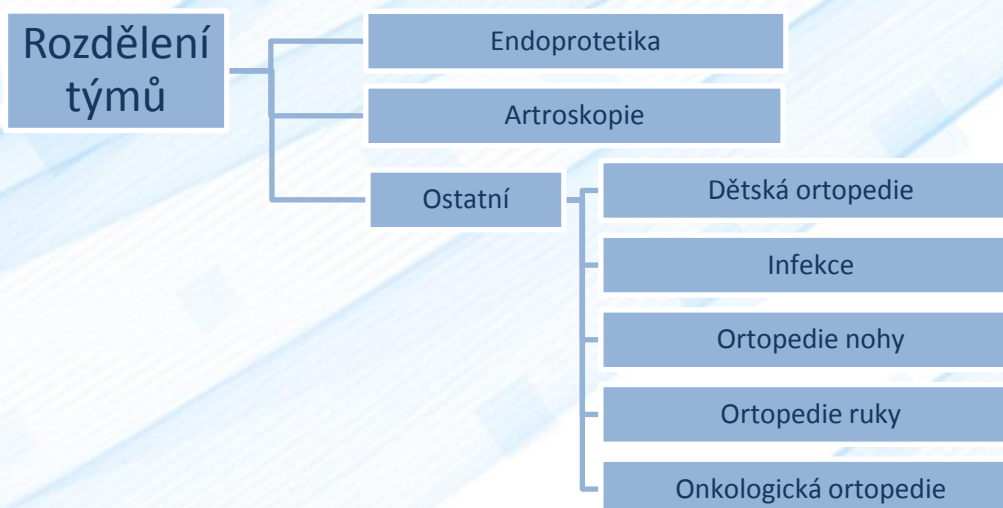 Rozdělení
týmů
Endoprotetika
Artroskopie
Ostatní
Dětská ortopedie
Infekce
Ortopedie nohy
Ortopedie ruky
Onkologická ortopedie